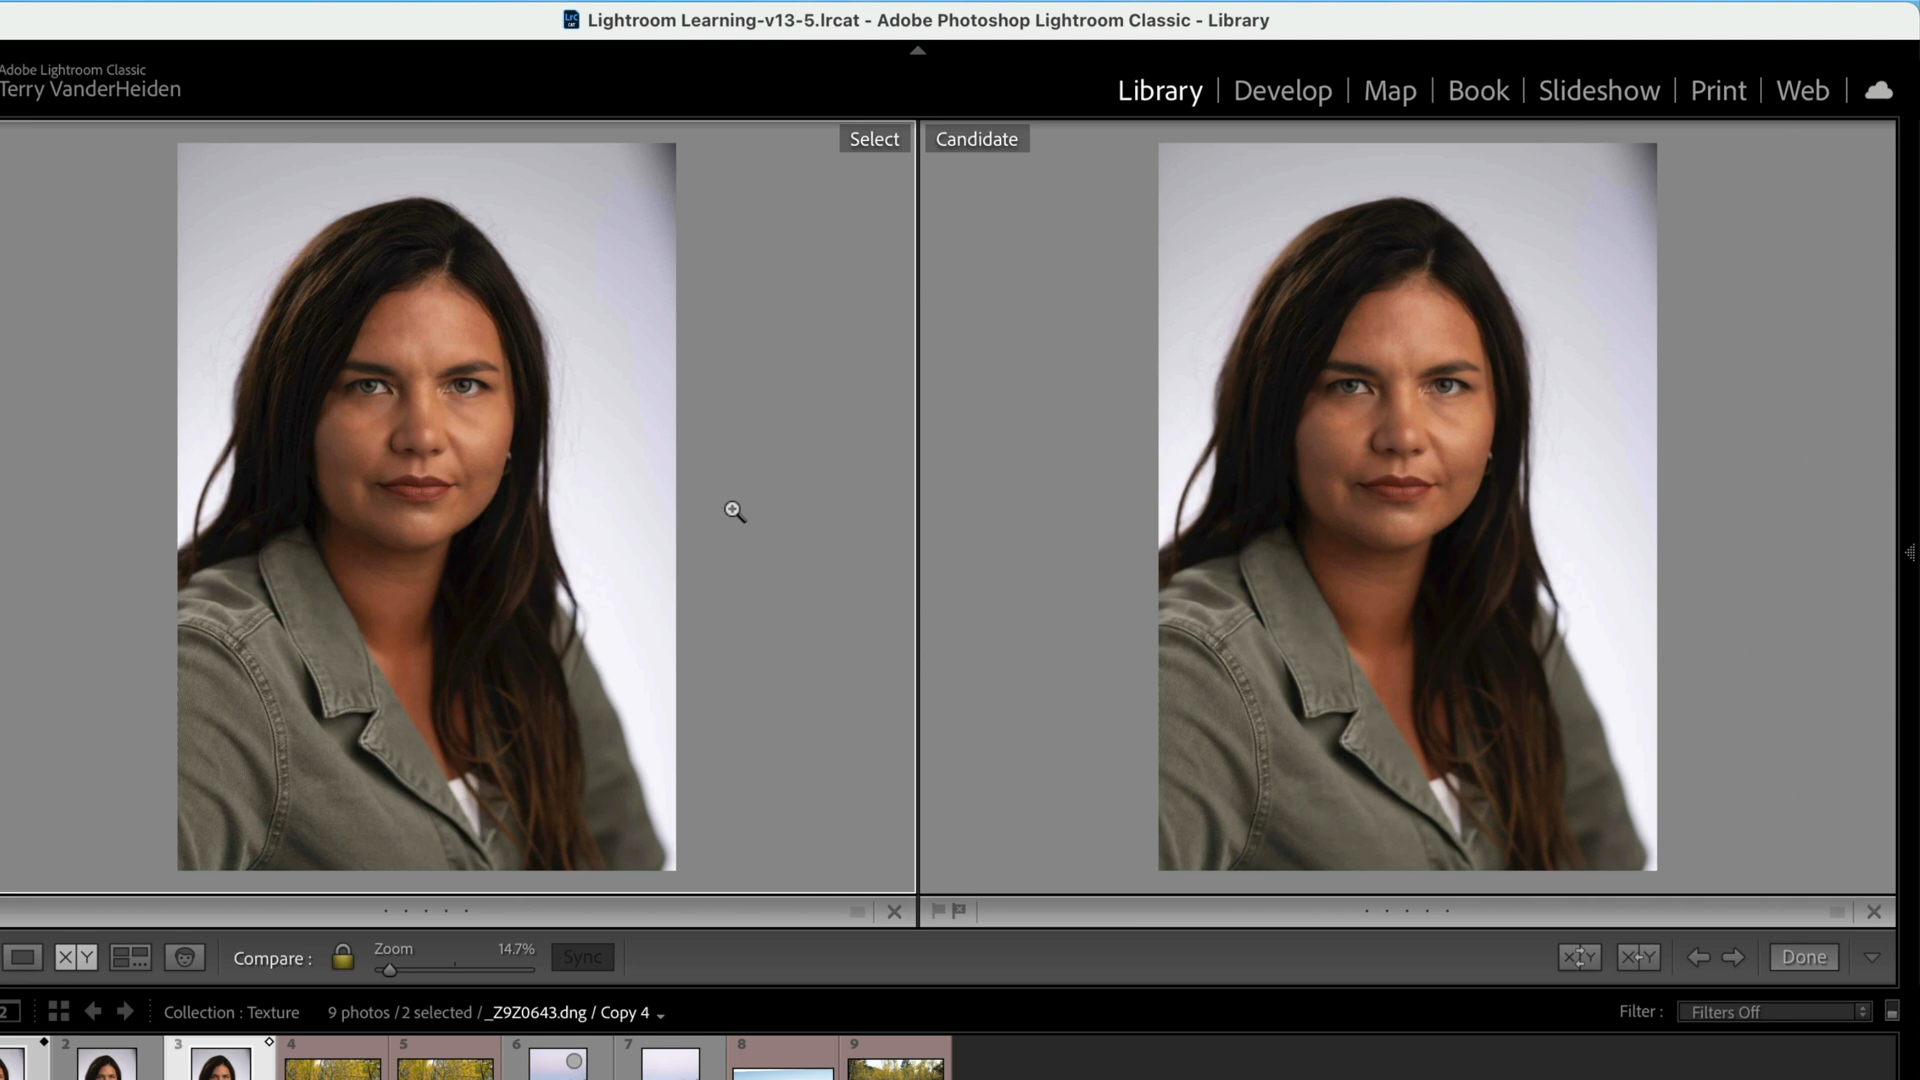 Lightroom Learning-v13-5.lrcat - Adobe Photoshop Lightroom Classic - Library
Adobe Lightroom Classic
Terry VanderHeiden
Library | Develop | Map | Book | Slideshow | Print | Web
Select
Candidate
X Y
Compare :
Zoom
14.7%
Sync
X Y
X Y
Done
2
Collection : Texture
9 photos / 2 selected / _Z9Z0643.dng / Copy 4
Filter :
Filters Off
2 3 4 5 6 7 8 9